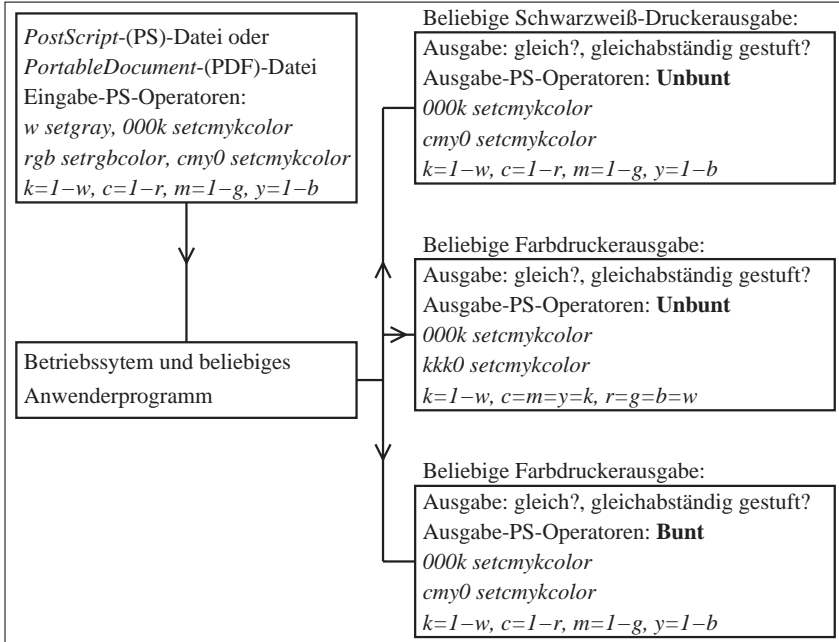 PostScript-(PS)-Datei oder
PortableDocument-(PDF)-Datei
Eingabe-PS-Operatoren:
w setgray, 000k setcmykcolor
rgb setrgbcolor, cmy0 setcmykcolor
k=1−w, c=1−r, m=1−g, y=1−b
Betriebssytem und beliebiges
Anwenderprogramm
Beliebige Schwarzweiß-Druckerausgabe:
Ausgabe: gleich?, gleichabständig gestuft?
Ausgabe-PS-Operatoren: Unbunt
000k setcmykcolor
cmy0 setcmykcolor
k=1−w, c=1−r, m=1−g, y=1−b
Beliebige Farbdruckerausgabe:
Ausgabe: gleich?, gleichabständig gestuft?
Ausgabe-PS-Operatoren: Unbunt
000k setcmykcolor
kkk0 setcmykcolor
k=1−w, c=m=y=k, r=g=b=w
Beliebige Farbdruckerausgabe:
Ausgabe: gleich?, gleichabständig gestuft?
Ausgabe-PS-Operatoren: Bunt
000k setcmykcolor
cmy0 setcmykcolor
k=1−w, c=1−r, m=1−g, y=1−b